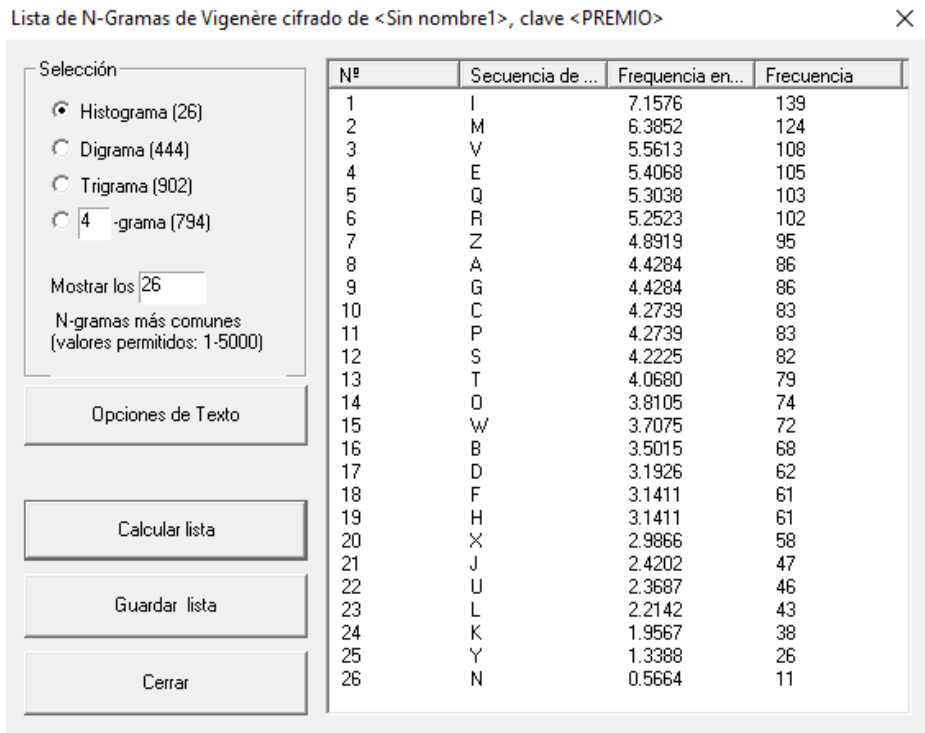 Lista de N-Gramas de Vigenère cifrado de <Sin nombre1>, clave <PREMIO>
Selección
Histograma (26)
Digrama (444)
Trigrama (902)
4 -grama (794)
Mostrar los 26
N-gramas más comunes
(valores permitidos: 1-5000)
Opciones de Texto
Calcular lista
Guardar lista
Cerrar
Nº Secuencia de ... Frequencia en... Frecuencia
1 I 7.1576 139
2 M 6.3852 124
3 V 5.5613 108
4 E 5.4068 105
5 Q 5.3038 103
6 R 5.2523 102
7 Z 4.8919 95
8 A 4.4284 86
9 G 4.4284 86
10 C 4.2739 83
11 P 4.2739 83
12 S 4.2225 82
13 T 4.0680 79
14 O 3.8105 74
15 W 3.7075 72
16 B 3.5015 68
17 D 3.1926 62
18 F 3.1411 61
19 H 3.1411 61
20 X 2.9866 58
21 J 2.4202 47
22 U 2.3687 46
23 L 2.2142 43
24 K 1.9567 38
25 Y 1.3388 26
26 N 0.5664 11